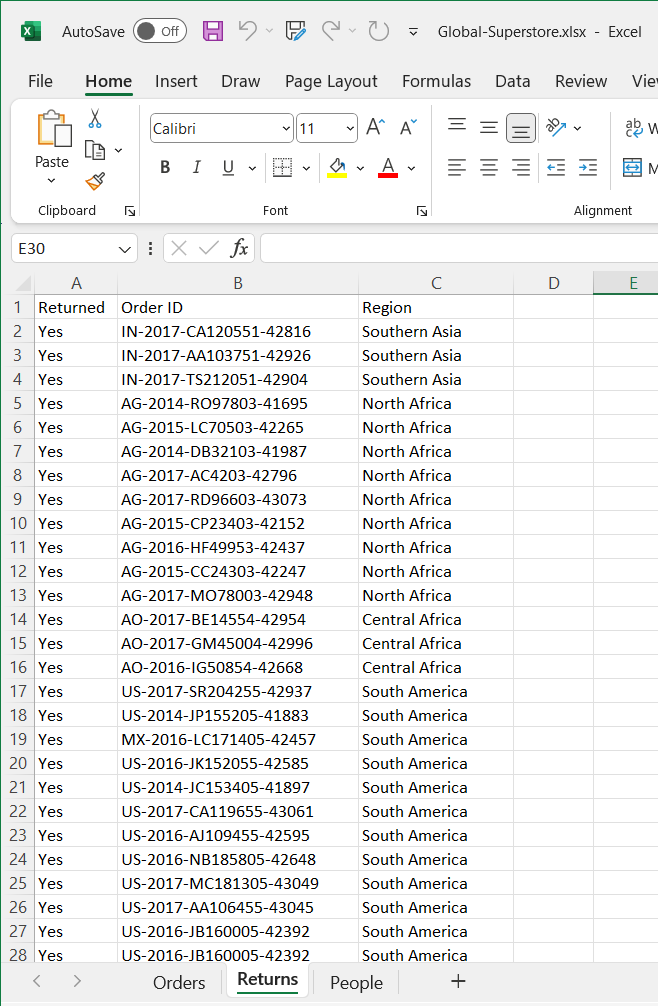 AutoSave Off Global-Superstore.xlsx - Excel
File Home Insert Draw Page Layout Formulas Data Review
Calibri 11 A A ab
Paste B I U A
Clipboard Font Alignment
E30 fx
A B C D E
1 Returned Order ID Region
2 Yes IN-2017-CA120551-42816 Southern Asia
3 Yes IN-2017-AA103751-42926 Southern Asia
4 Yes IN-2017-TS212051-42904 Southern Asia
5 Yes AG-2014-RO97803-41695 North Africa
6 Yes AG-2015-LC70503-42265 North Africa
7 Yes AG-2014-DB32103-41987 North Africa
8 Yes AG-2017-AC4203-42796 North Africa
9 Yes AG-2017-RD96603-43073 North Africa
10 Yes AG-2015-CP23403-42152 North Africa
11 Yes AG-2016-HF49953-42437 North Africa
12 Yes AG-2015-CC24303-42247 North Africa
13 Yes AG-2017-MO78003-42948 North Africa
14 Yes AO-2017-BE14554-42954 Central Africa
15 Yes AO-2017-GM45004-42996 Central Africa
16 Yes AO-2016-IG50854-42668 Central Africa
17 Yes US-2017-SR204255-42937 South America
18 Yes US-2014-JP155205-41883 South America
19 Yes MX-2016-LC171405-42457 South America
20 Yes US-2016-JK152055-42585 South America
21 Yes US-2014-JC153405-41897 South America
22 Yes US-2017-CA119655-43061 South America
23 Yes US-2016-AJ109455-42595 South America
24 Yes US-2016-NB185805-42648 South America
25 Yes US-2017-MC181305-43049 South America
26 Yes US-2017-AA106455-43045 South America
27 Yes US-2016-JB160005-42392 South America
28 Yes US-2016-JB160005-42392 South America
Orders Returns People